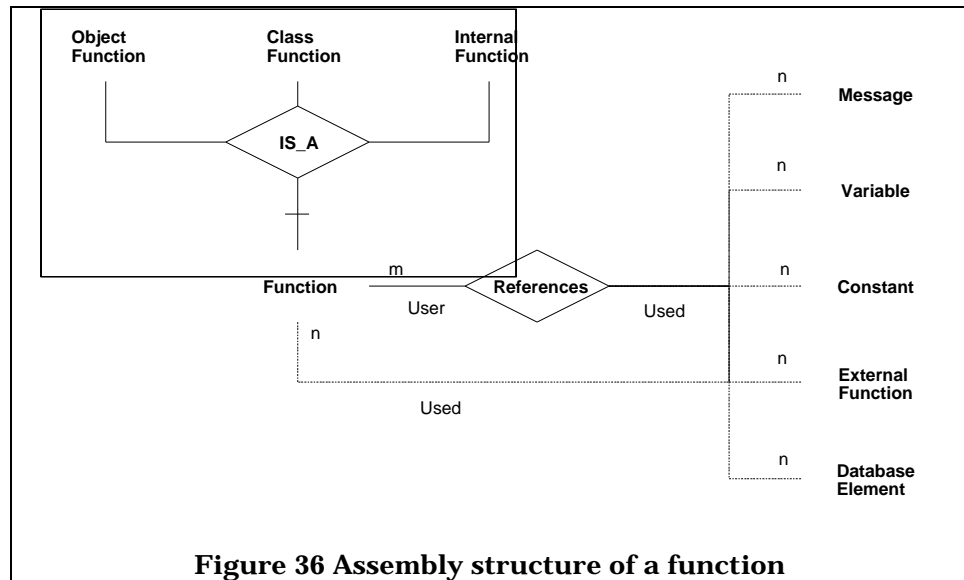 Object
Function
Class
Function
Internal
Function
IS_A
n
Message
n
Variable
m
n
Function
References
Constant
User
Used
n
n
External
Function
Used
n
Database
Element
Figure 36 Assembly structure of a function